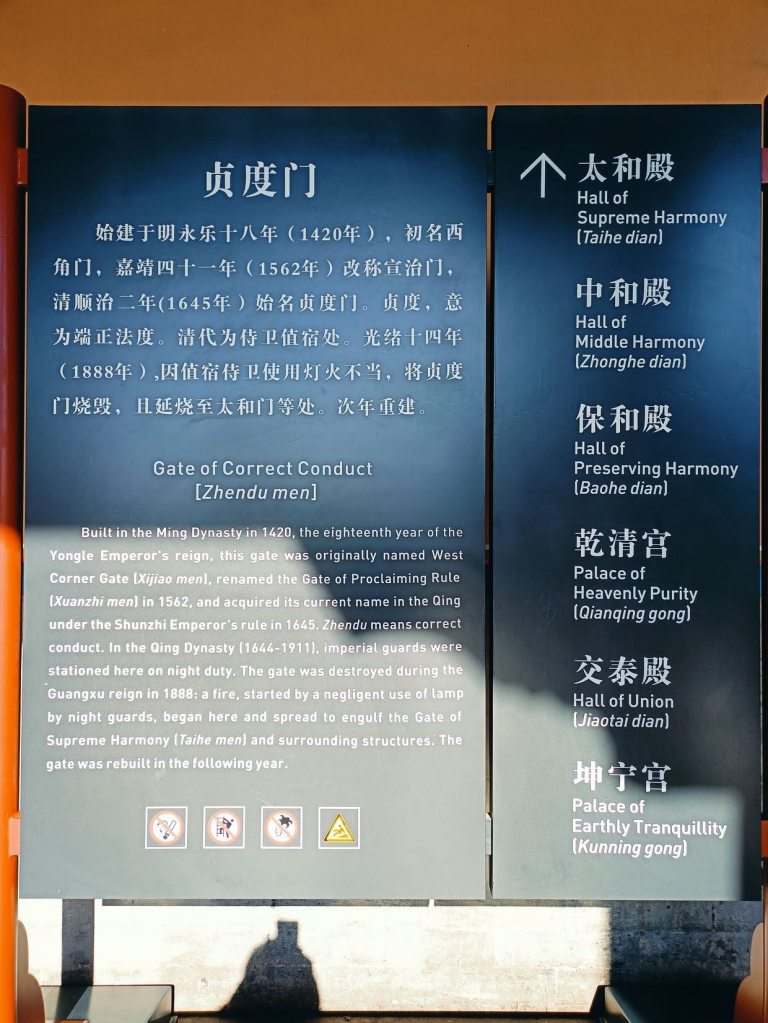 贞度门
始建于明永乐十八年（1420年），初名西
角门，嘉靖四十一年（1562年）改称宣治门，
清顺治二年(1645年）始名贞度门。贞度，意
为端正法度。清代为侍卫值宿处。光绪十四年
（1888年）,因值宿侍卫使用灯火不当，将贞度
门烧毁，且延烧至太和门等处。次年重建。
Gate of Correct Conduct
[Zhendu men]
Built in the Ming Dynasty in 1420, the eighteenth year of the
Yongle Emperor's reign, this gate was originally named West
Corner Gate (Xijiao men), renamed the Gate of Proclaiming Rule
(Xuanzhi men) in 1562, and acquired its current name in the Qing
under the Shunzhi Emperor's rule in 1645. Zhendu means correct
conduct. In the Qing Dynasty (1644-1911), imperial guards were
stationed here on night duty. The gate was destroyed during the
Guangxu reign in 1888: a fire, started by a negligent use of lamp
by night guards, began here and spread to engulf the Gate of
Supreme Harmony (Taihe men) and surrounding structures. The
gate was rebuilt in the following year.
太和殿
Hall of
Supreme Harmony
(Taihe dian)
中和殿
Hall of
Middle Harmony
(Zhonghe dian)
保和殿
Hall of
Preserving Harmony
(Baohe dian)
乾清宫
Palace of
Heavenly Purity
(Qianqing gong)
交泰殿
Hall of Union
(Jiaotai dian)
坤宁宫
Palace of
Earthly Tranquillity
(Kunning gong)